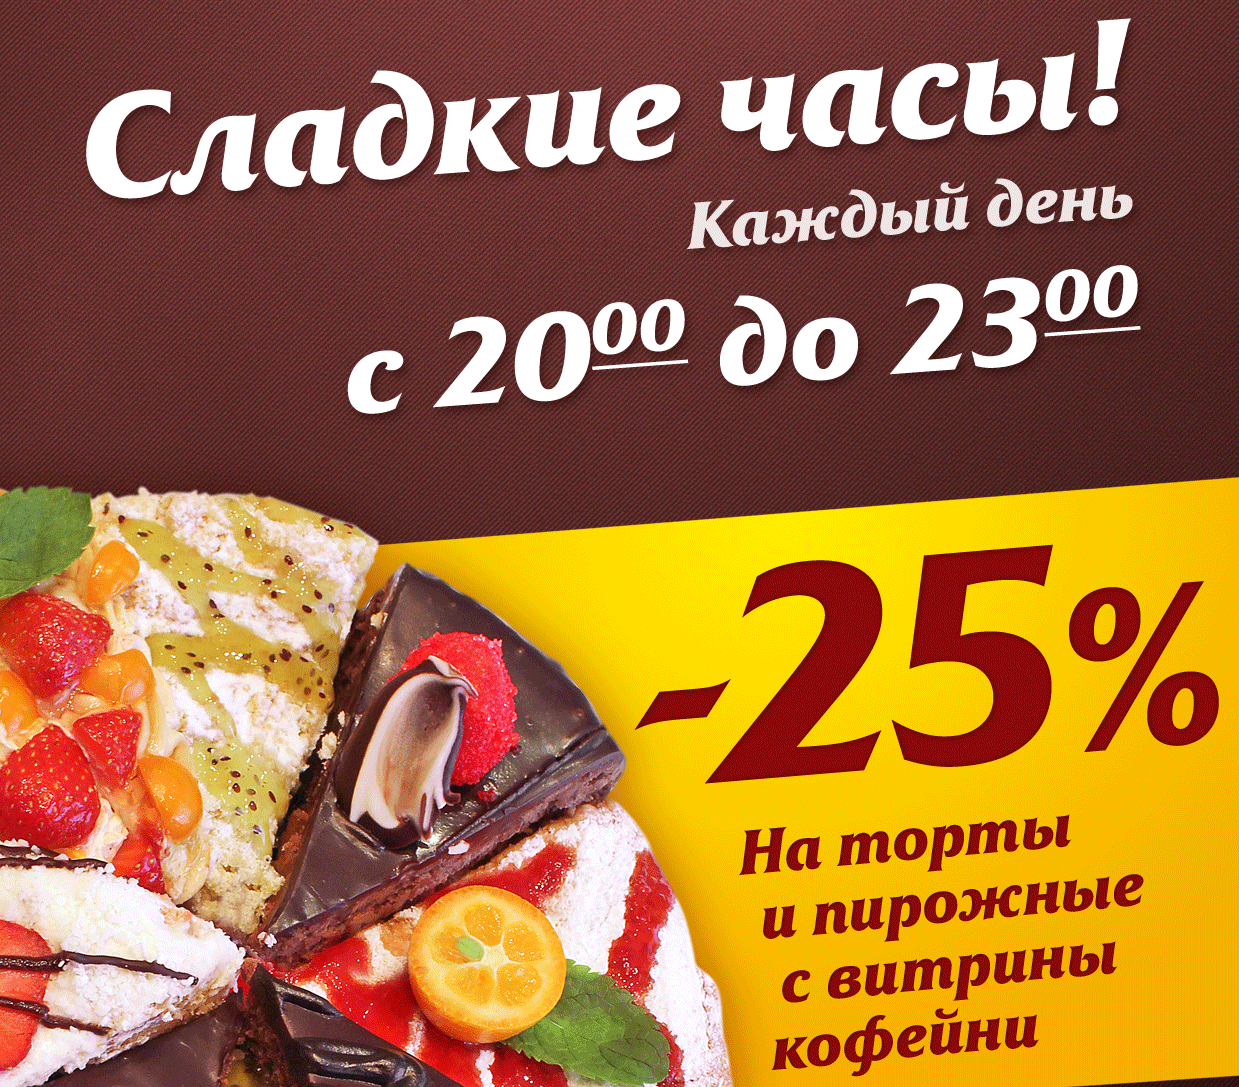 Сладкие часы!
Каждый день
с 20⁰⁰ до 23⁰⁰
-25%
На торты
и пирожные
с витрины
кофейни